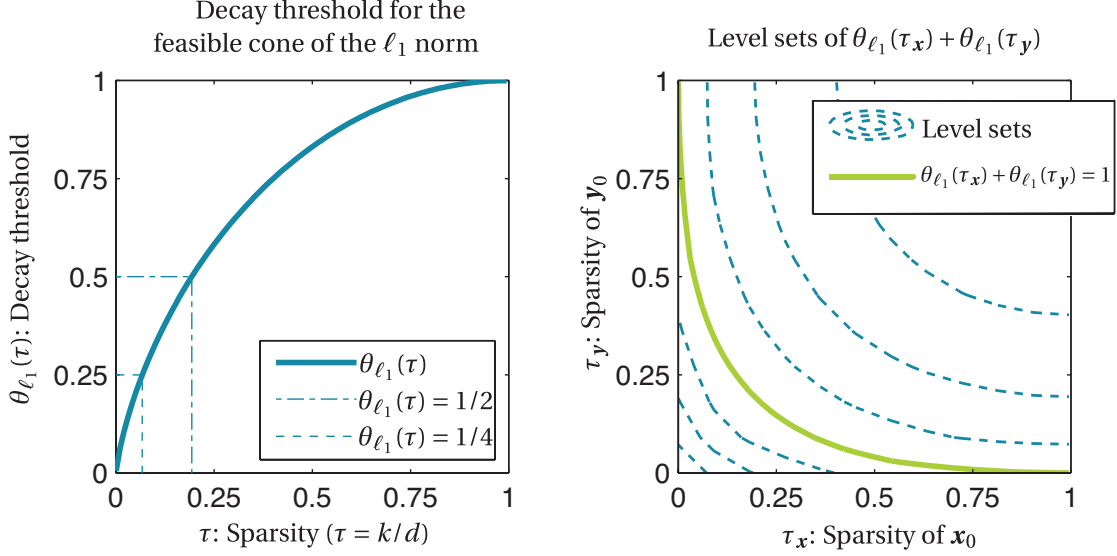 Decay threshold for the
feasible cone of the ℓ₁ norm
θℓ₁(τ): Decay threshold
1
0.75
0.5
0.25
0
θℓ₁(τ)
θℓ₁(τ) = 1/2
θℓ₁(τ) = 1/4
0 0.25 0.5 0.75 1
τ: Sparsity (τ = k/d)
Level sets of θℓ₁(τ𝒙) + θℓ₁(τ𝒚)
τ𝒚: Sparsity of 𝒚₀
1
0.75
0.5
0.25
0
Level sets
θℓ₁(τ𝒙) + θℓ₁(τ𝒚) = 1
0 0.25 0.5 0.75 1
τ𝒙: Sparsity of 𝒙₀